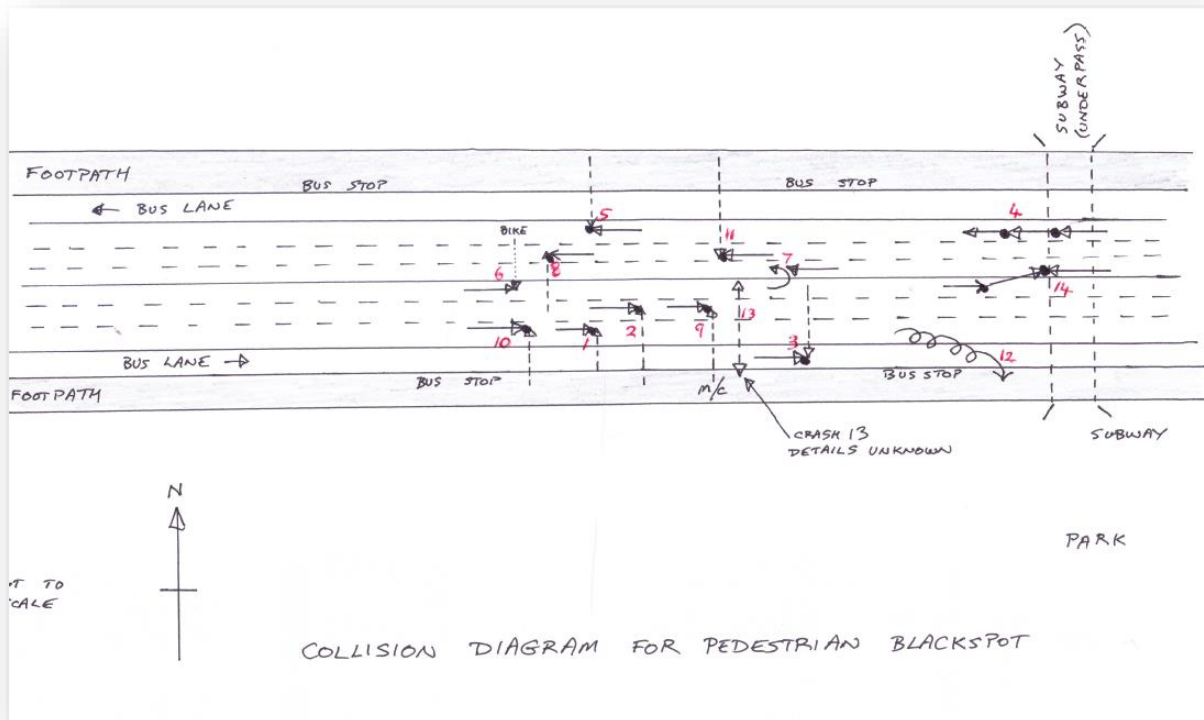 SUBWAY
(UNDERPASS)
FOOTPATH
BUS STOP
BUS STOP
← BUS LANE
5
4
BIKE
11
6
8
7
14
13
2
9
10
1
3
12
BUS LANE →
BUS STOP
BUS STOP
FOOTPATH
m/c
CRASH 13
DETAILS UNKNOWN
SUBWAY
N
PARK
T TO
CALE
COLLISION DIAGRAM FOR PEDESTRIAN BLACKSPOT